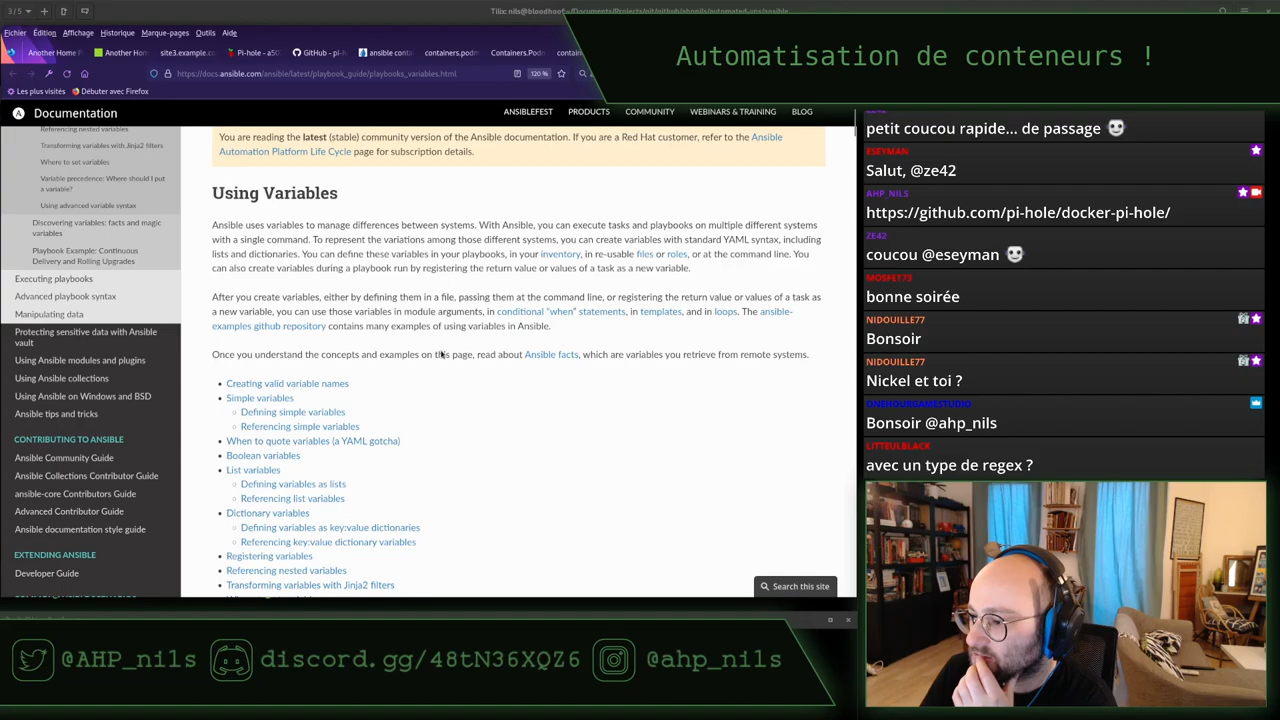 3 / 5
Tilix: nils@bloodhoof:~/Documents/Projects/git/github/ahpnils/automated-vps/ansible
Fichier Édition Affichage Historique Marque-pages Outils Aide
Another Home P
Another Hom
site3.example.c
Pi-hole – a50
GitHub - pi-h
ansible conta
containers.podm
Containers.Podm
contain
https://docs.ansible.com/ansible/latest/playbook_guide/playbooks_variables.html
120 %
Les plus visités
Débuter avec Firefox
Automatisation de conteneurs !
Documentation
ANSIBLEFEST PRODUCTS COMMUNITY WEBINARS & TRAINING BLOG
Referencing nested variables
Transforming variables with Jinja2 filters
Where to set variables
Variable precedence: Where should I put
a variable?
Using advanced variable syntax
Discovering variables: facts and magic
variables
Playbook Example: Continuous
Delivery and Rolling Upgrades
Executing playbooks
Advanced playbook syntax
Manipulating data
Protecting sensitive data with Ansible
vault
Using Ansible modules and plugins
Using Ansible collections
Using Ansible on Windows and BSD
Ansible tips and tricks
CONTRIBUTING TO ANSIBLE
Ansible Community Guide
Ansible Collections Contributor Guide
ansible-core Contributors Guide
Advanced Contributor Guide
Ansible documentation style guide
EXTENDING ANSIBLE
Developer Guide
You are reading the latest (stable) community version of the Ansible documentation. If you are a Red Hat customer, refer to the Ansible
Automation Platform Life Cycle page for subscription details.
Using Variables
Ansible uses variables to manage differences between systems. With Ansible, you can execute tasks and playbooks on multiple different systems
with a single command. To represent the variations among those different systems, you can create variables with standard YAML syntax, including
lists and dictionaries. You can define these variables in your playbooks, in your inventory, in re-usable files or roles, or at the command line. You
can also create variables during a playbook run by registering the return value or values of a task as a new variable.
After you create variables, either by defining them in a file, passing them at the command line, or registering the return value or values of a task as
a new variable, you can use those variables in module arguments, in conditional “when” statements, in templates, and in loops. The ansible-
examples github repository contains many examples of using variables in Ansible.
Once you understand the concepts and examples on this page, read about Ansible facts, which are variables you retrieve from remote systems.
Creating valid variable names
Simple variables
Defining simple variables
Referencing simple variables
When to quote variables (a YAML gotcha)
Boolean variables
List variables
Defining variables as lists
Referencing list variables
Dictionary variables
Defining variables as key:value dictionaries
Referencing key:value dictionary variables
Registering variables
Referencing nested variables
Transforming variables with Jinja2 filters
Search this site
petit coucou rapide... de passage
ESEYMAN
Salut, @ze42
AHP_NILS
https://github.com/pi-hole/docker-pi-hole/
ZE42
coucou @eseyman
MOSFET73
bonne soirée
NIDOUILLE77
Bonsoir
NIDOUILLE77
Nickel et toi ?
ONEHOURGAMESTUDIO
Bonsoir @ahp_nils
LITTEULBLACK
avec un type de regex ?
@AHP_nils
discord.gg/48tN36XQZ6
@ahp_nils